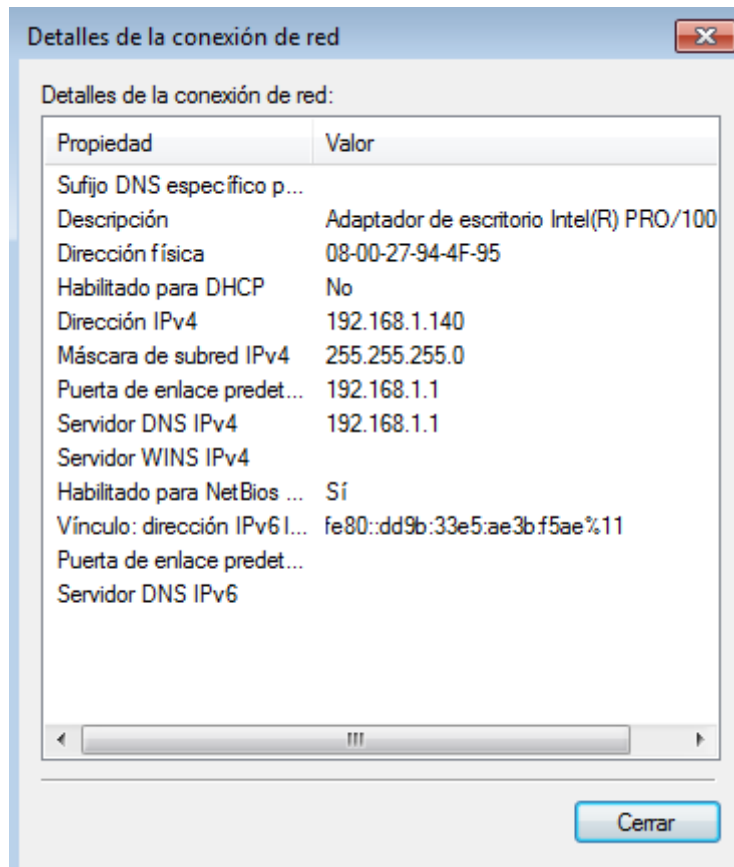 Detalles de la conexión de red
Detalles de la conexión de red:
Propiedad Valor
Sufijo DNS específico p...
Descripción Adaptador de escritorio Intel(R) PRO/100
Dirección física 08-00-27-94-4F-95
Habilitado para DHCP No
Dirección IPv4 192.168.1.140
Máscara de subred IPv4 255.255.255.0
Puerta de enlace predet... 192.168.1.1
Servidor DNS IPv4 192.168.1.1
Servidor WINS IPv4
Habilitado para NetBios ... Sí
Vínculo: dirección IPv6 l... fe80::dd9b:33e5:ae3b:f5ae%11
Puerta de enlace predet...
Servidor DNS IPv6
Cerrar